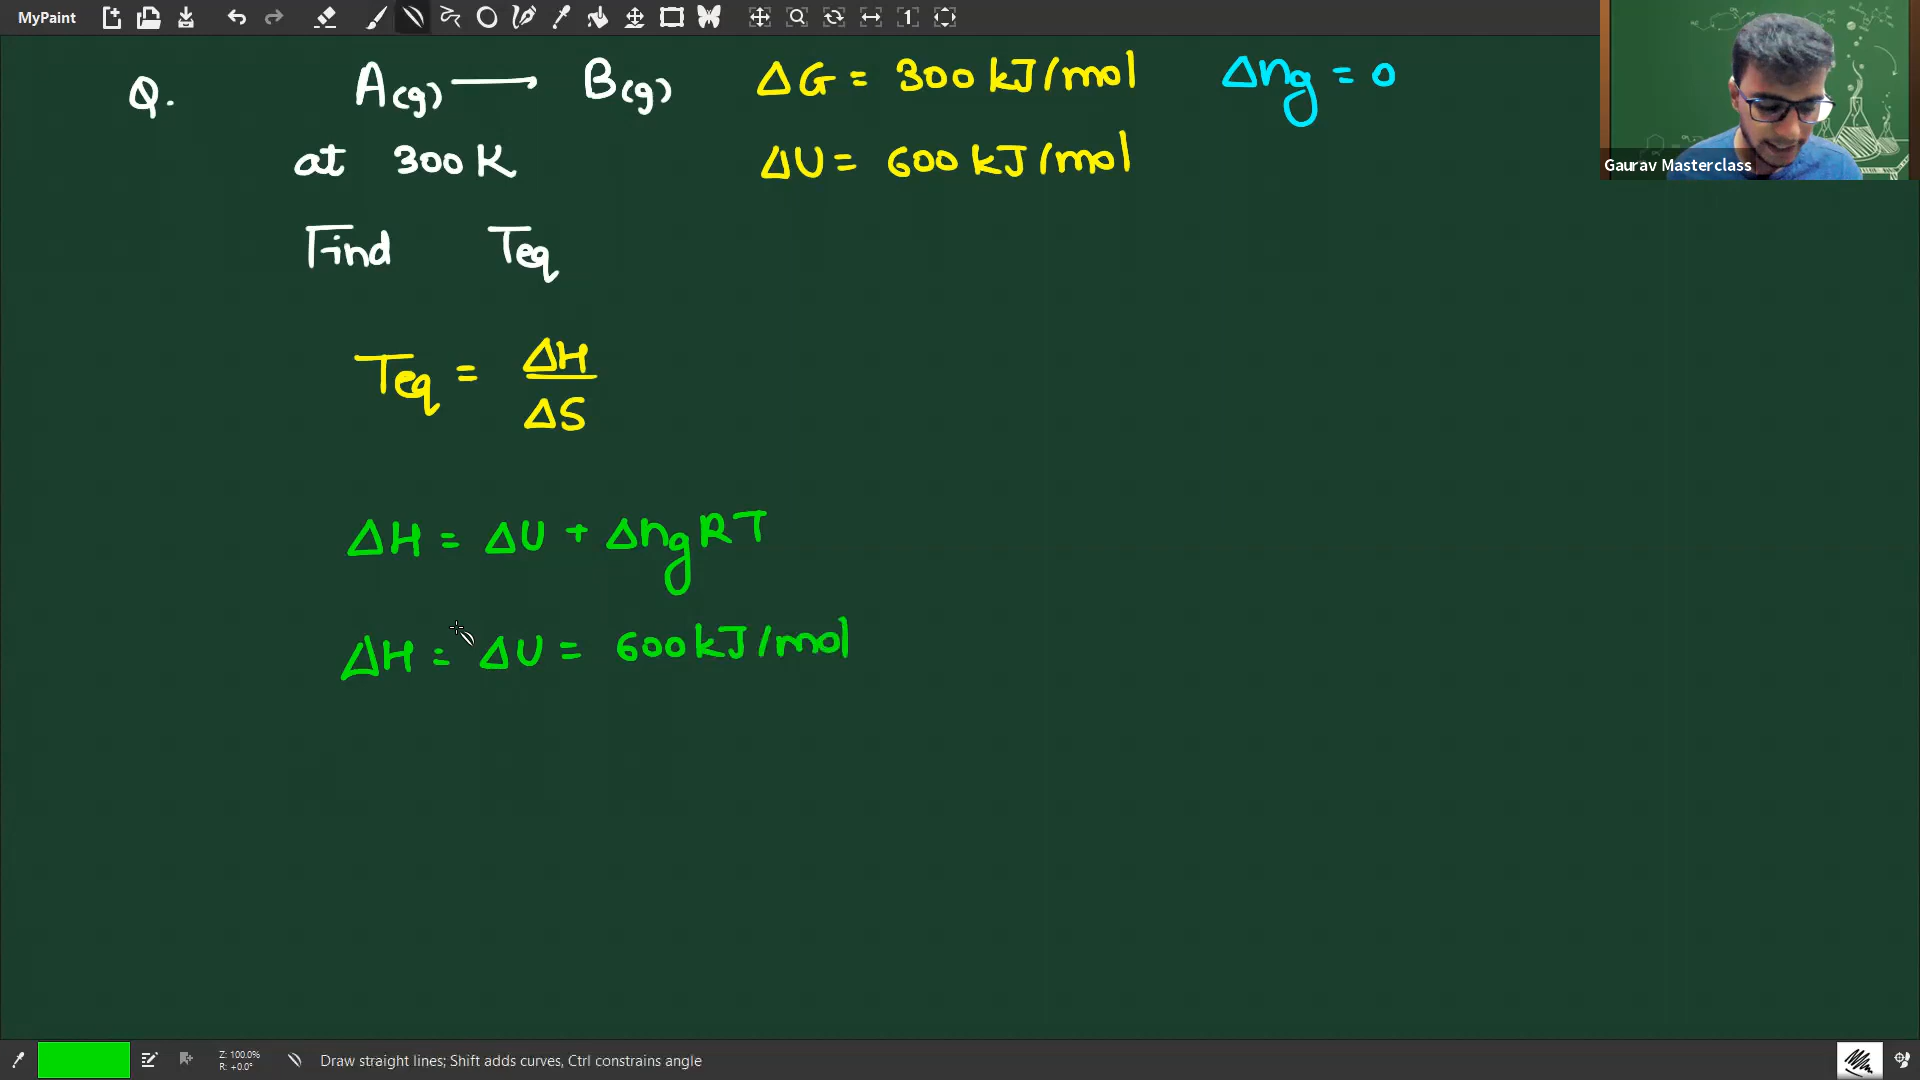 MyPaint
Q. A(g) ⟶ B(g) ΔG = 300 kJ/mol Δng = 0
at 300 K ΔU = 600 kJ/mol
Gaurav Masterclass
Find Teq
Teq = ΔH/ΔS
ΔH = ΔU + ΔngRT
ΔH = ΔU = 600 kJ/mol
Z: 100.0%
R: +0.0°
Draw straight lines; Shift adds curves, Ctrl constrains angle